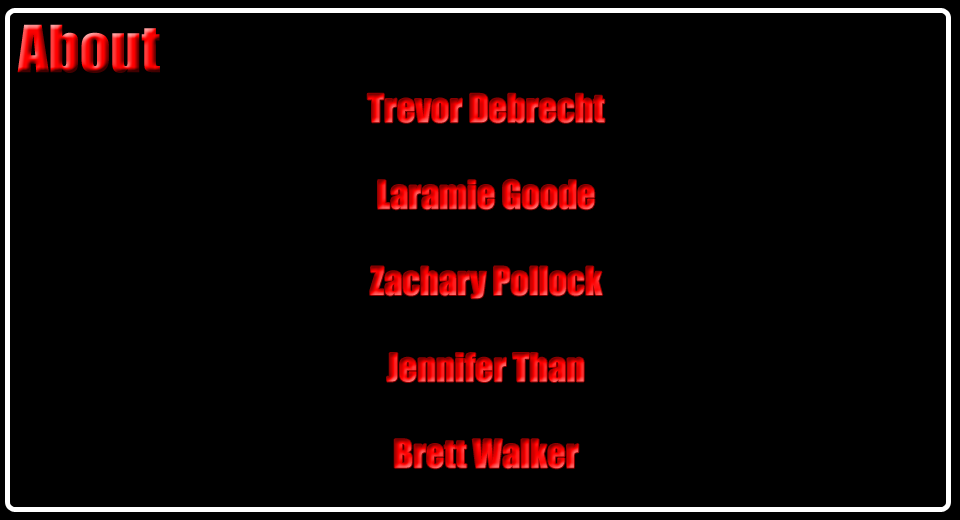 About
Trevor Debrecht
Laramie Goode
Zachary Pollock
Jennifer Than
Brett Walker